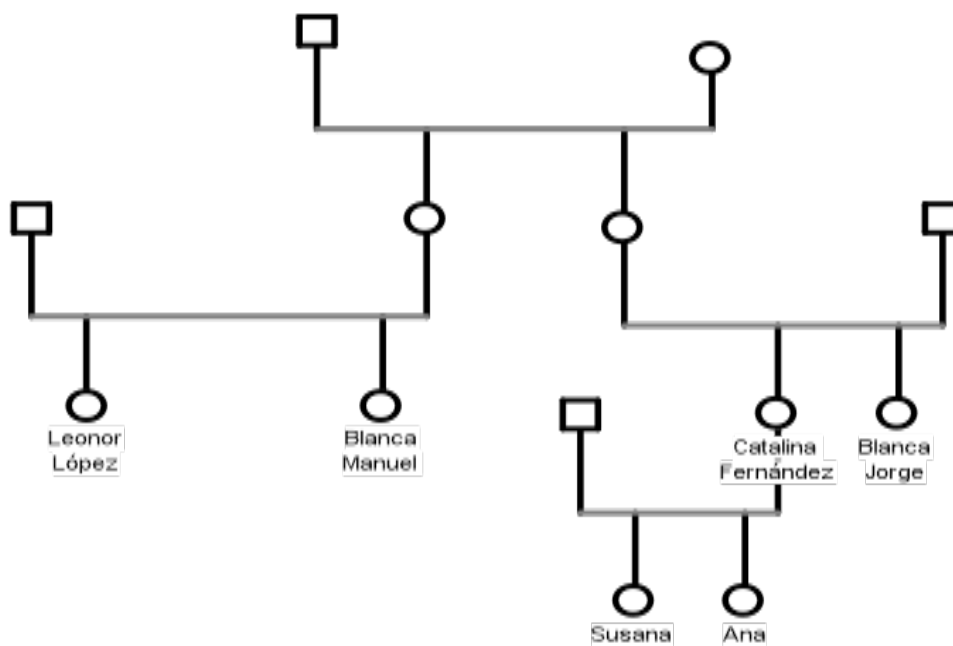 Leonor
López
Blanca
Manuel
Catalina
Fernández
Blanca
Jorge
Susana
Ana